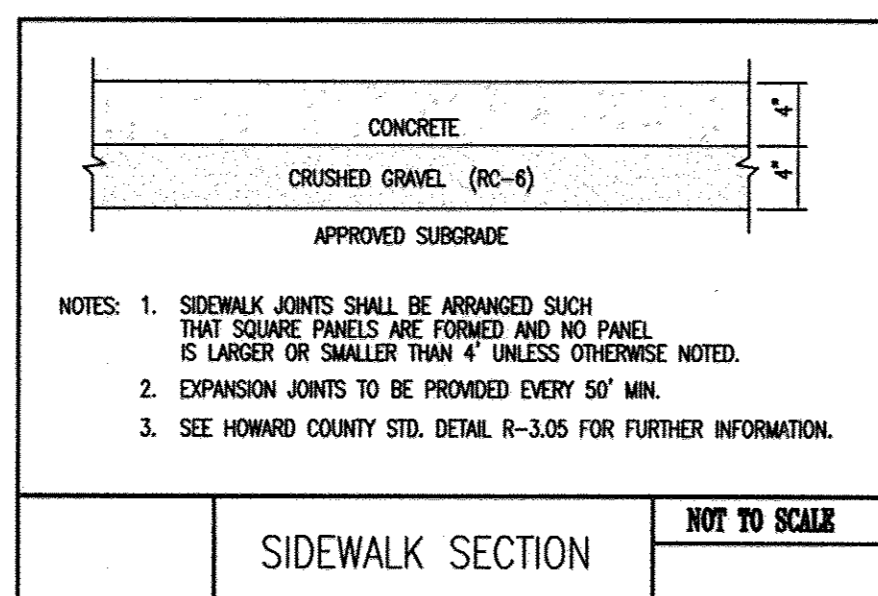 CONCRETE 4"
CRUSHED GRAVEL (RC-6) 4"
APPROVED SUBGRADE
NOTES: 1. SIDEWALK JOINTS SHALL BE ARRANGED SUCH
THAT SQUARE PANELS ARE FORMED AND NO PANEL
IS LARGER OR SMALLER THAN 4' UNLESS OTHERWISE NOTED.
2. EXPANSION JOINTS TO BE PROVIDED EVERY 50' MIN.
3. SEE HOWARD COUNTY STD. DETAIL R-3.05 FOR FURTHER INFORMATION.
SIDEWALK SECTION
NOT TO SCALE